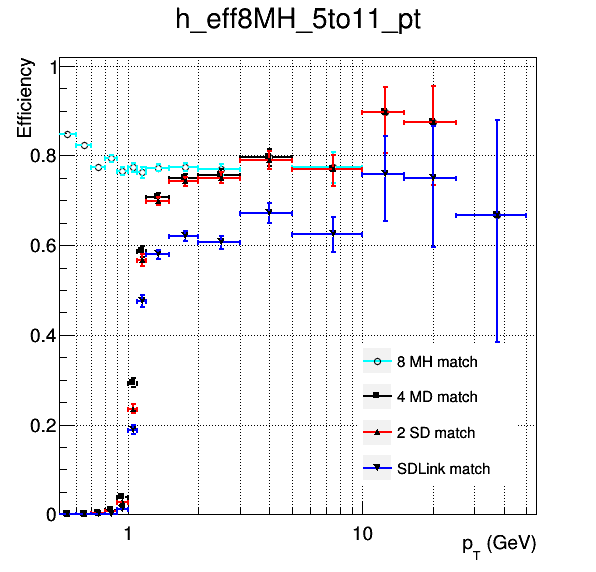 h_eff8MH_5to11_pt
Efficiency
1
0.8
0.6
0.4
0.2
0
8 MH match
4 MD match
2 SD match
SDLink match
1
10
p_T (GeV)